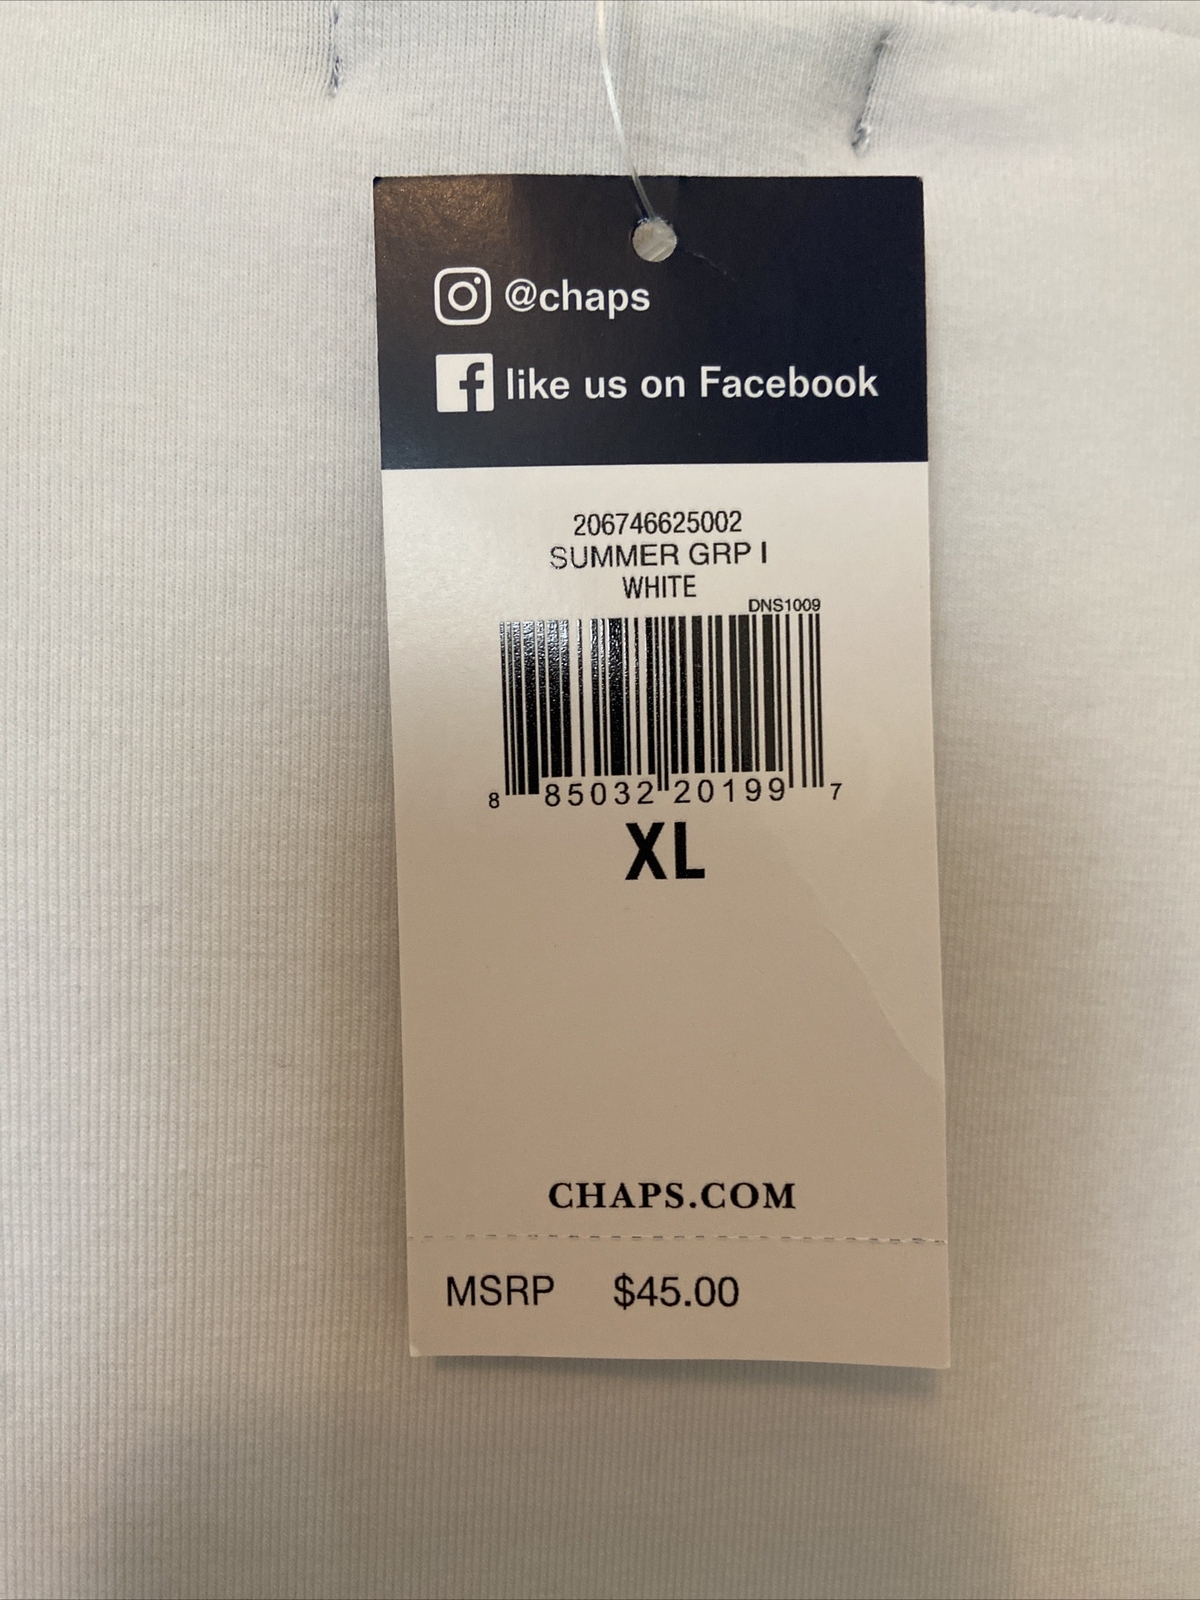 @chaps
like us on Facebook
206746625002
SUMMER GRP I
WHITE
DNS1009
8 85032 20199 7
XL
CHAPS.COM
MSRP $45.00